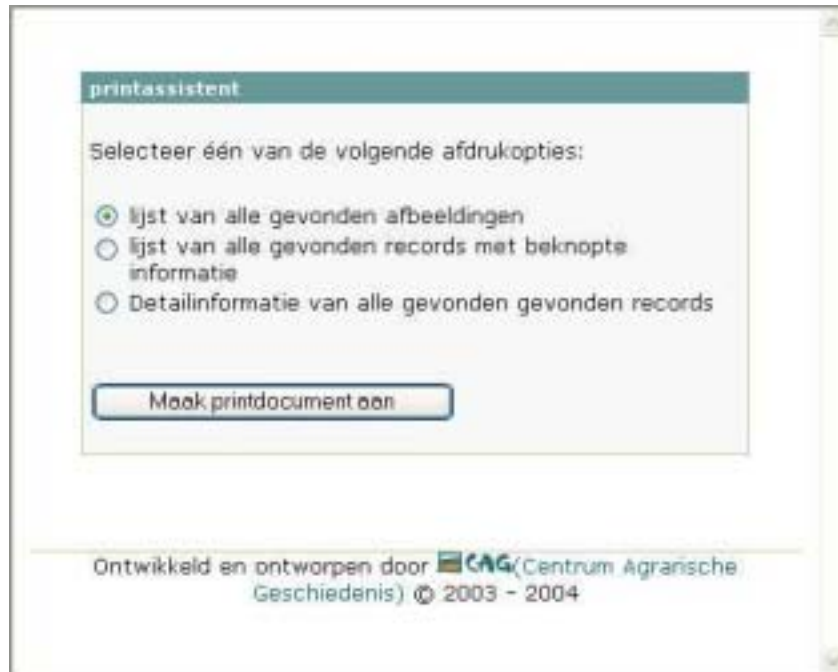 printassistent
Selecteer één van de volgende afdrukopties:
lijst van alle gevonden afbeeldingen
lijst van alle gevonden records met beknopte
informatie
Detailinformatie van alle gevonden gevonden records
Maak printdocument aan
Ontwikkeld en ontworpen door CAG(Centrum Agrarische
Geschiedenis) © 2003 - 2004